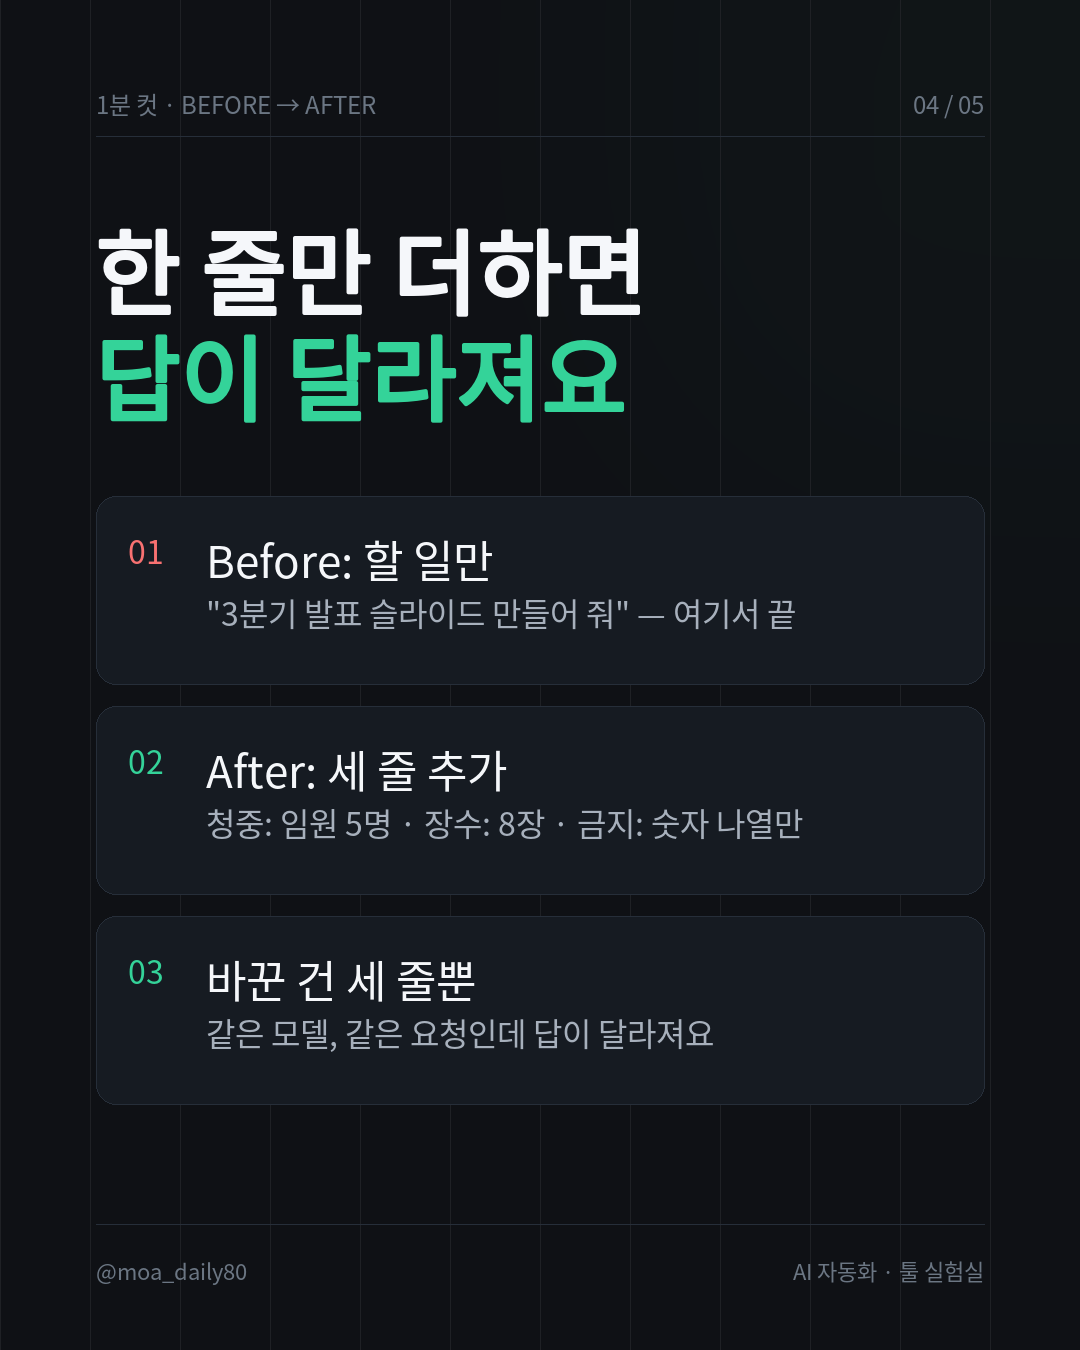 1분 컷 · BEFORE → AFTER
04 / 05
한 줄만 더하면
답이 달라져요
01
Before: 할 일만
"3분기 발표 슬라이드 만들어 줘" — 여기서 끝
02
After: 세 줄 추가
청중: 임원 5명 · 장수: 8장 · 금지: 숫자 나열만
03
바꾼 건 세 줄뿐
같은 모델, 같은 요청인데 답이 달라져요
@moa_daily80
AI 자동화 · 툴 실험실